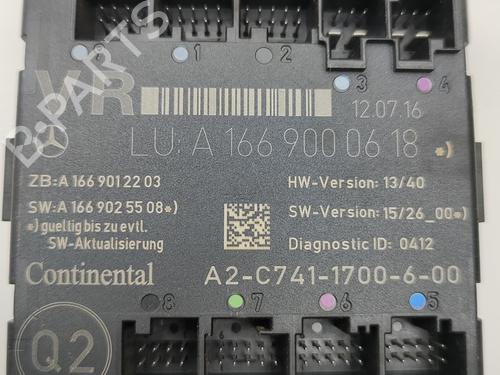 B-PARTS
0 1 2 3 4
VR
12.07.16
LU: A 166 900 06 18 *)
ZB: A 166 901 22 03
HW-Version: 13/40
SW: A 166 902 55 08*)
SW-Version: 15/26_00*)
*) gueltig bis zu evtl.
SW-Aktualisierung
Diagnostic ID: 0412
Continental A2-C741-1700-6-00
8 7 6 5
Q2
B-PARTS